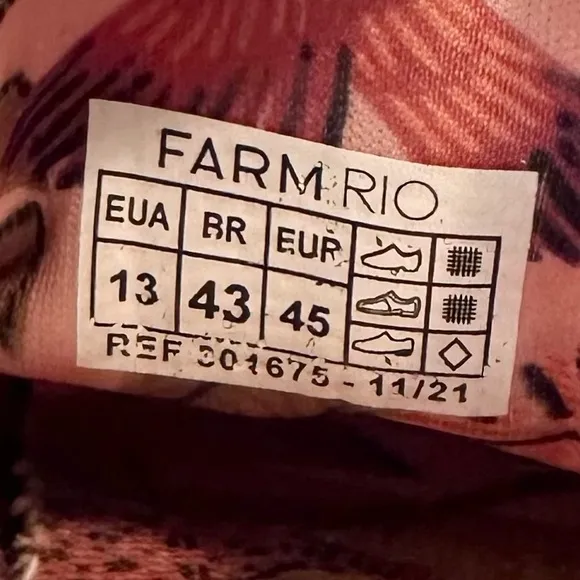 FARM RIO
EUA BR EUR
13 43 45
REF 301675 - 11/21